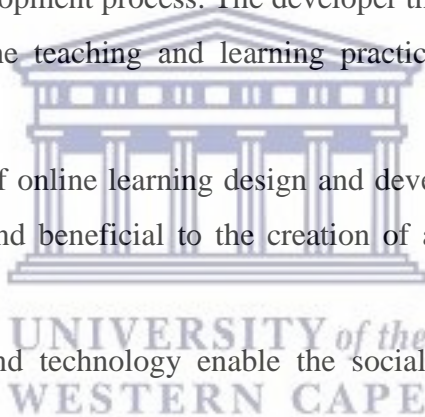 opment process. The developer th
ne teaching and learning practic
f online learning design and deve
nd beneficial to the creation of a
UNIVERSITY of the
nd technology enable the social
WESTERN CAPE